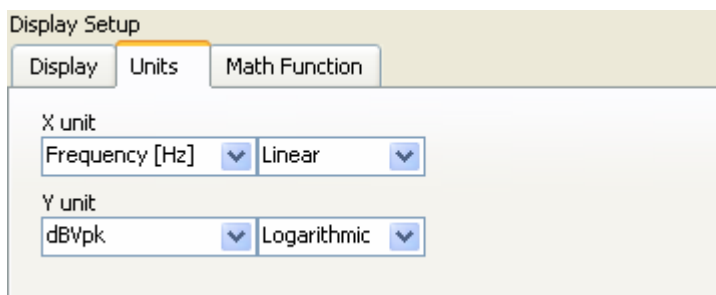 Display Setup
Display Units Math Function
X unit
Frequency [Hz] Linear
Y unit
dBVpk Logarithmic